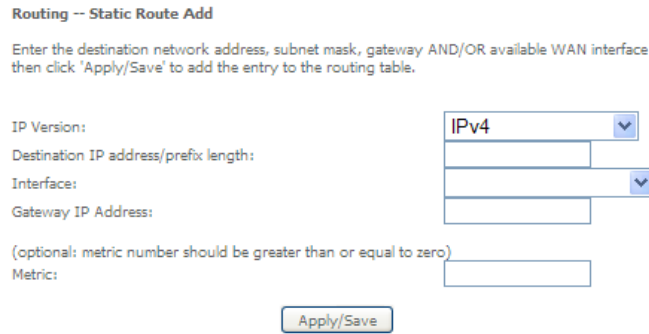 Routing -- Static Route Add
Enter the destination network address, subnet mask, gateway AND/OR available WAN interface
then click 'Apply/Save' to add the entry to the routing table.
IP Version: IPv4
Destination IP address/prefix length:
Interface:
Gateway IP Address:
(optional: metric number should be greater than or equal to zero)
Metric:
Apply/Save